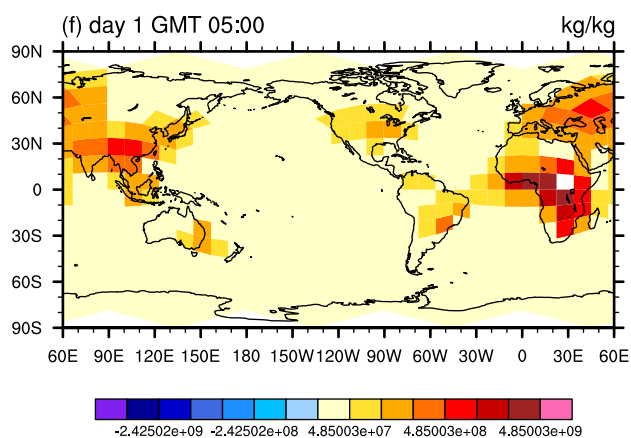 (f) day 1 GMT 05:00 kg/kg
90N
60N
30N
0
30S
60S
90S
60E 90E 120E 150E 180 150W 120W 90W 60W 30W 0 30E 60E
-2.42502e+09 -2.42502e+08 4.85003e+07 4.85003e+08 4.85003e+09